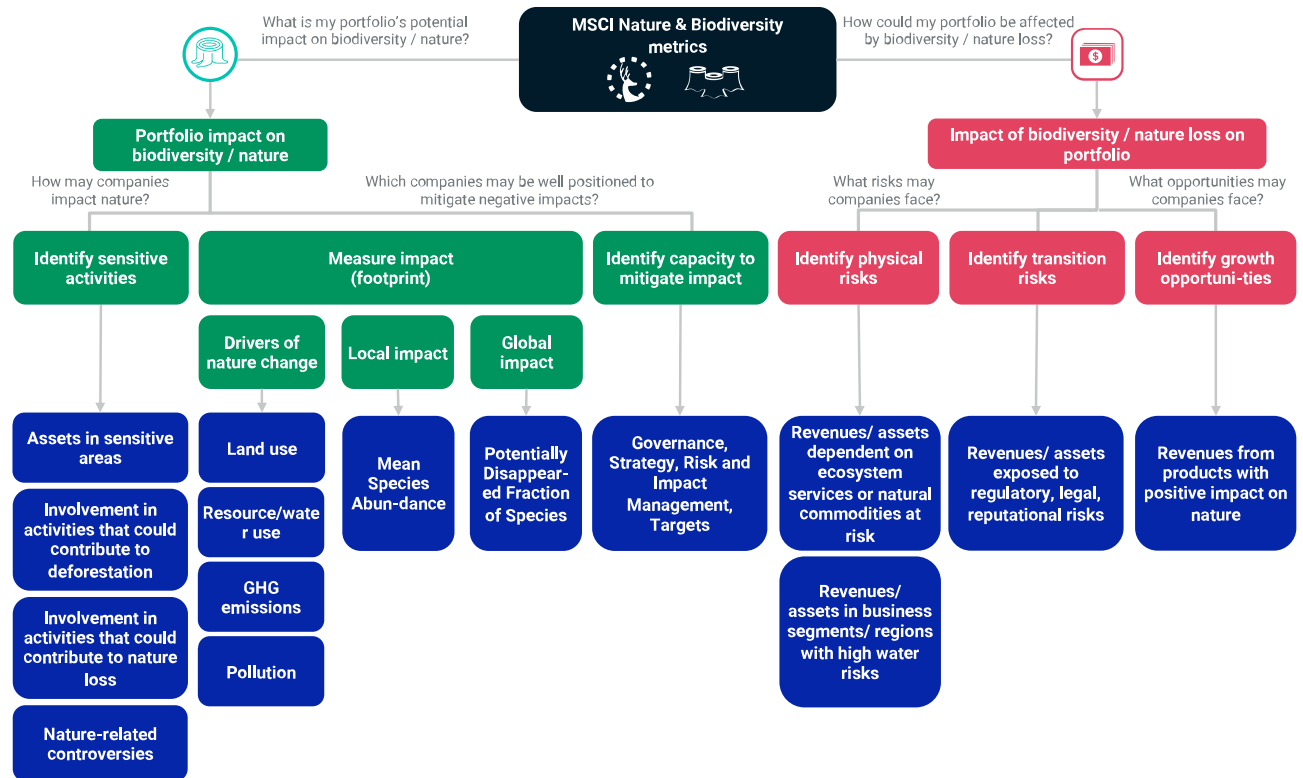 What is my portfolio's potential
impact on biodiversity / nature?
MSCI Nature & Biodiversity
metrics
How could my portfolio be affected
by biodiversity / nature loss?
$
Portfolio impact on
biodiversity / nature
Impact of biodiversity / nature loss on
portfolio
How may companies
impact nature?
Which companies may be well positioned to
mitigate negative impacts?
What risks may
companies face?
What opportunities may
companies face?
Identify sensitive
activities
Measure impact
(footprint)
Identify capacity to
mitigate impact
Identify physical
risks
Identify transition
risks
Identify growth
opportuni-ties
Drivers of
nature change
Local impact
Global
impact
Assets in sensitive
areas
Involvement in
activities that could
contribute to
deforestation
Involvement in
activities that could
contribute to nature
loss
Nature-related
controversies
Land use
Resource/wate
r use
GHG
emissions
Pollution
Mean
Species
Abun-dance
Potentially
Disappear-
ed Fraction
of Species
Governance,
Strategy, Risk and
Impact
Management,
Targets
Revenues/ assets
dependent on
ecosystem
services or natural
commodities at
risk
Revenues/
assets in business
segments/ regions
with high water
risks
Revenues/ assets
exposed to
regulatory, legal,
reputational risks
Revenues from
products with
positive impact on
nature